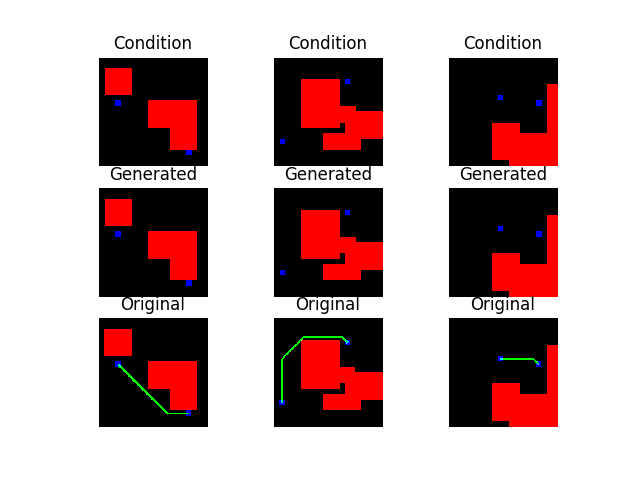 Condition Condition Condition
Generated Generated Generated
Original Original Original